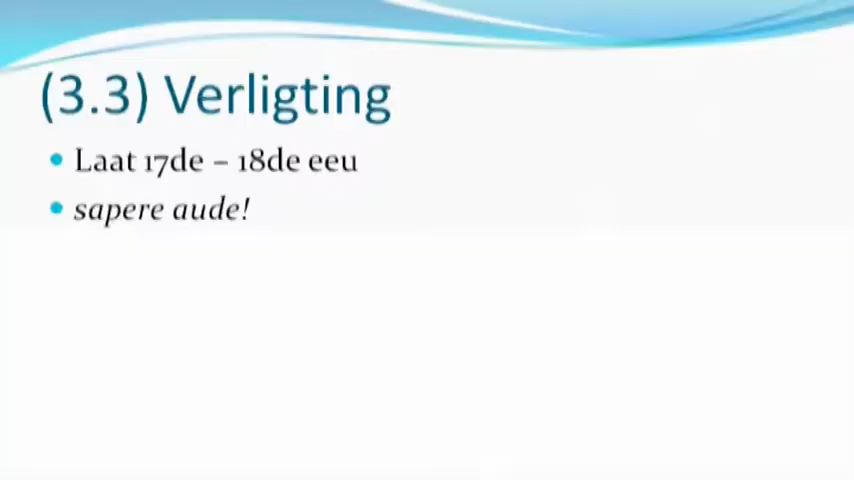 (3.3) Verligting
• Laat 17de – 18de eeu
• sapere aude!